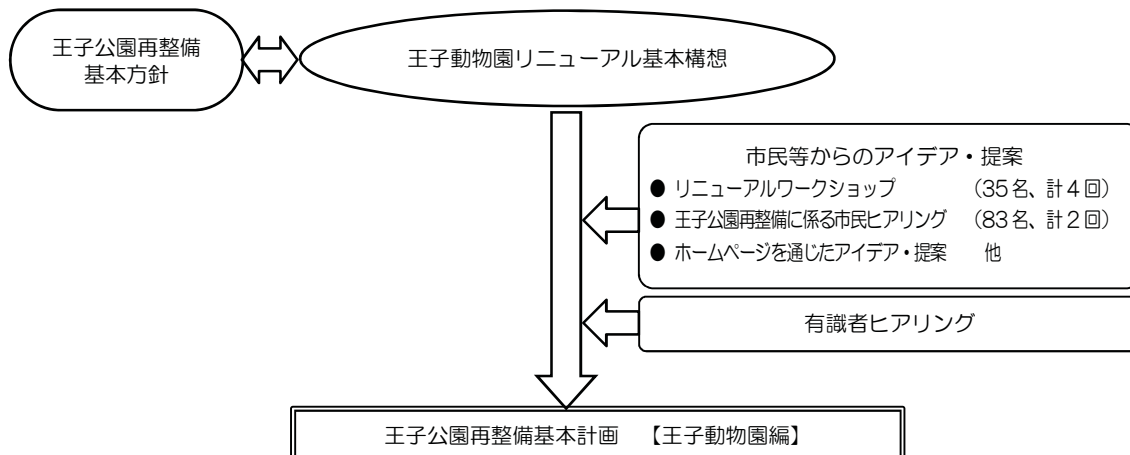 王子公園再整備
基本方針
王子動物園リニューアル基本構想
市民等からのアイデア・提案
● リニューアルワークショップ　　　（35名、計4回）
● 王子公園再整備に係る市民ヒアリング　（83名、計2回）
● ホームページを通じたアイデア・提案　　他
有識者ヒアリング
王子公園再整備基本計画　【王子動物園編】